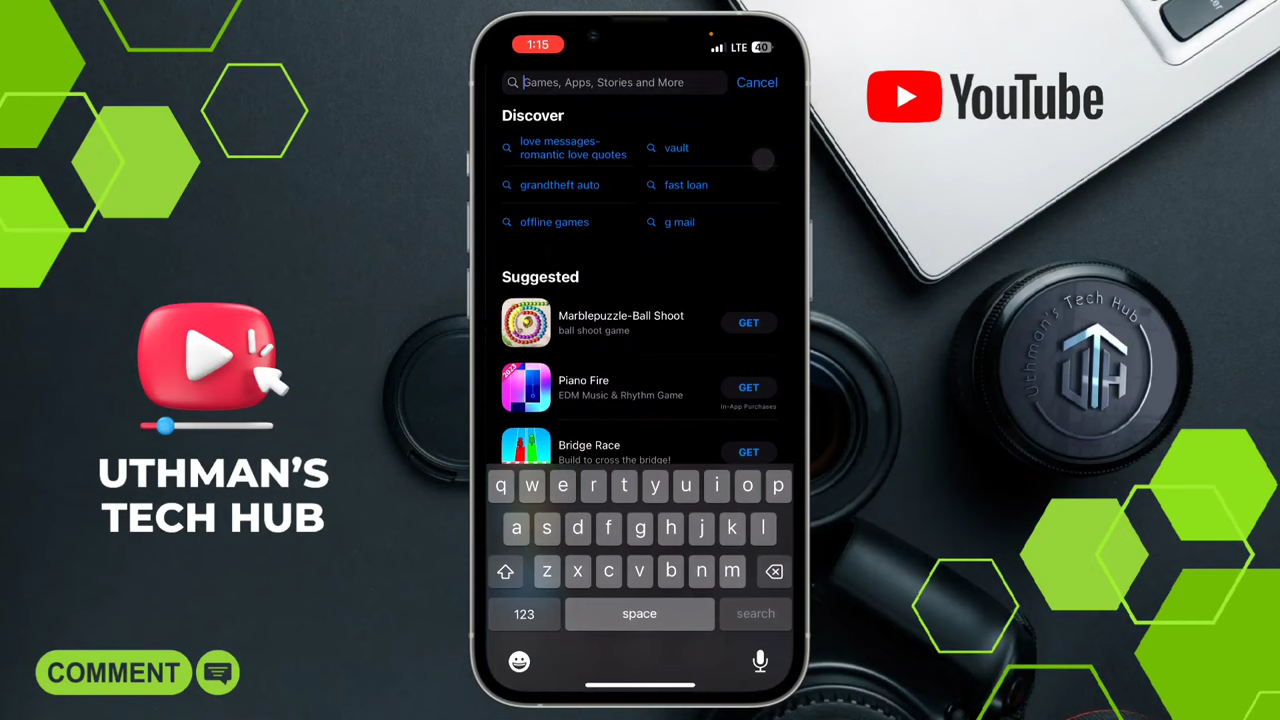 1:15
LTE 40
Games, Apps, Stories and More
Cancel
Discover
love messages-
romantic love quotes
vault
grandtheft auto
fast loan
offline games
g mail
Suggested
Marblepuzzle-Ball Shoot
ball shoot game
GET
2023
Piano Fire
EDM Music & Rhythm Game
GET
In-App Purchases
Bridge Race
Build to cross the bridge!
GET
q w e r t y u i o p
a s d f g h j k l
z x c v b n m
123
space
search
YouTube
Uthman's Tech Hub
UTH
UTHMAN'S
TECH HUB
COMMENT